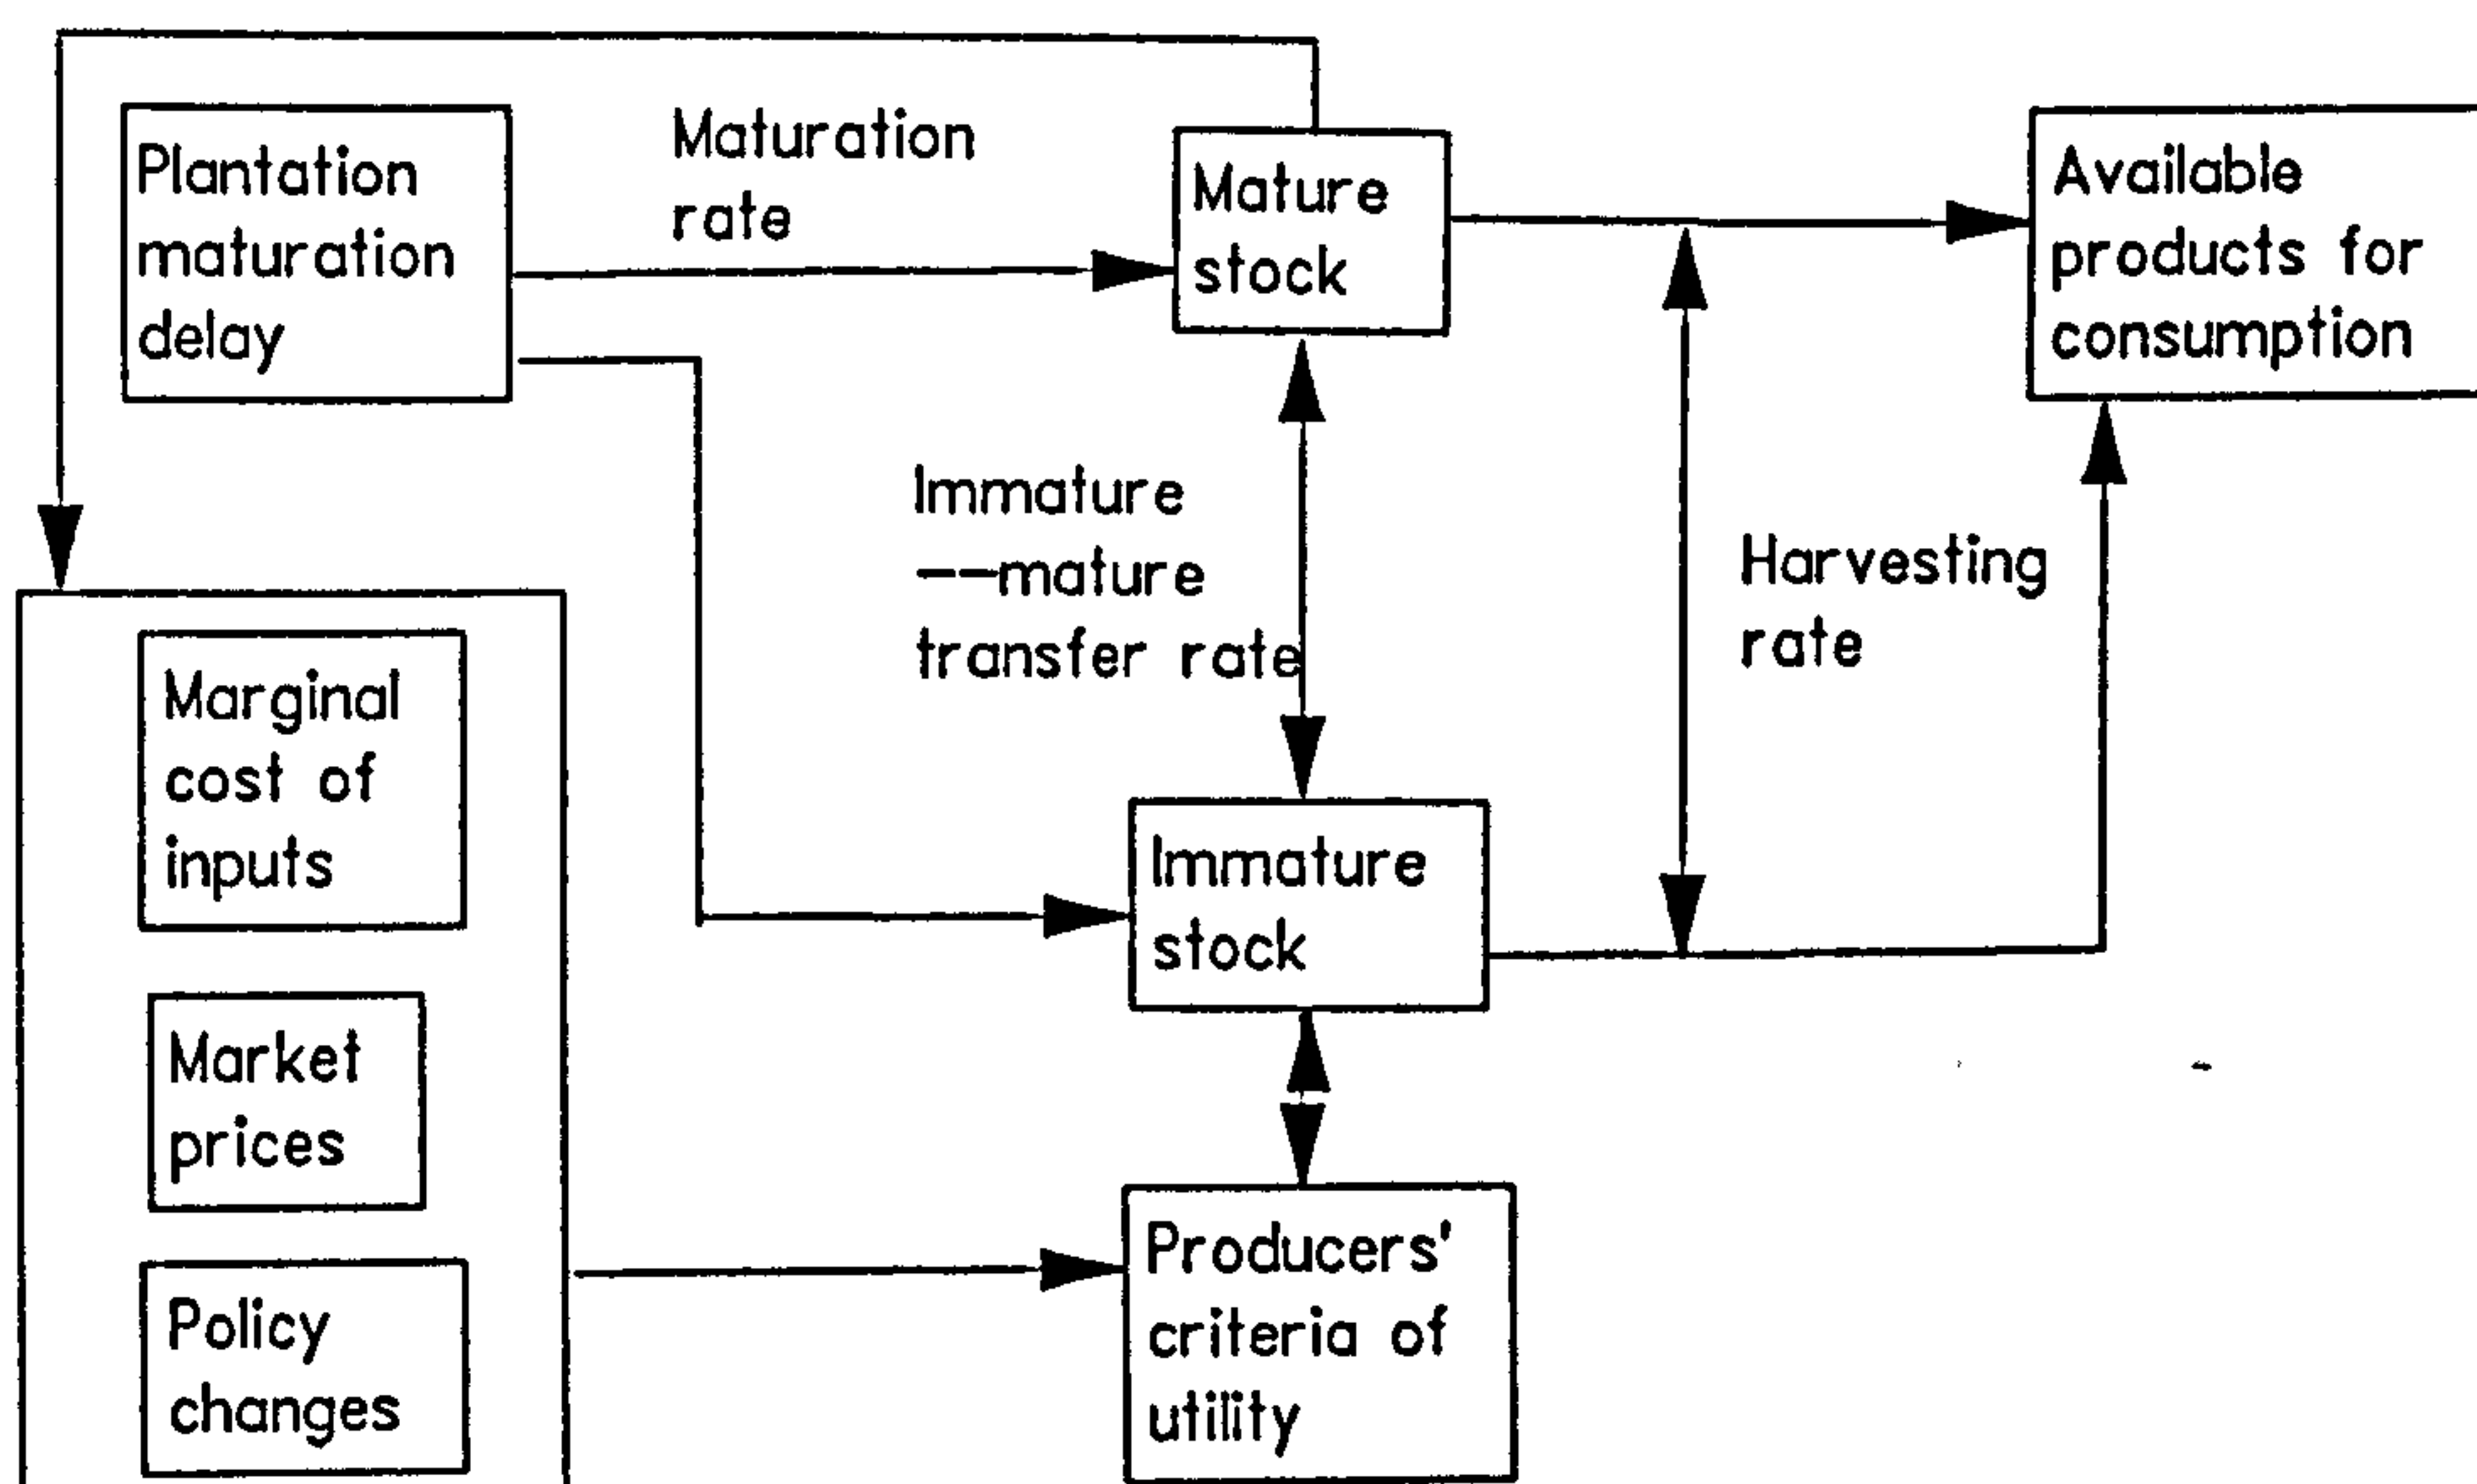 Plantation
maturation
delay
Maturation
rate
Mature
stock
Available
products for
consumption
Immature
--mature
transfer rate
Harvesting
rate
Marginal
cost of
inputs
Immature
stock
Market
prices
Producers'
criteria of
utility
Policy
changes